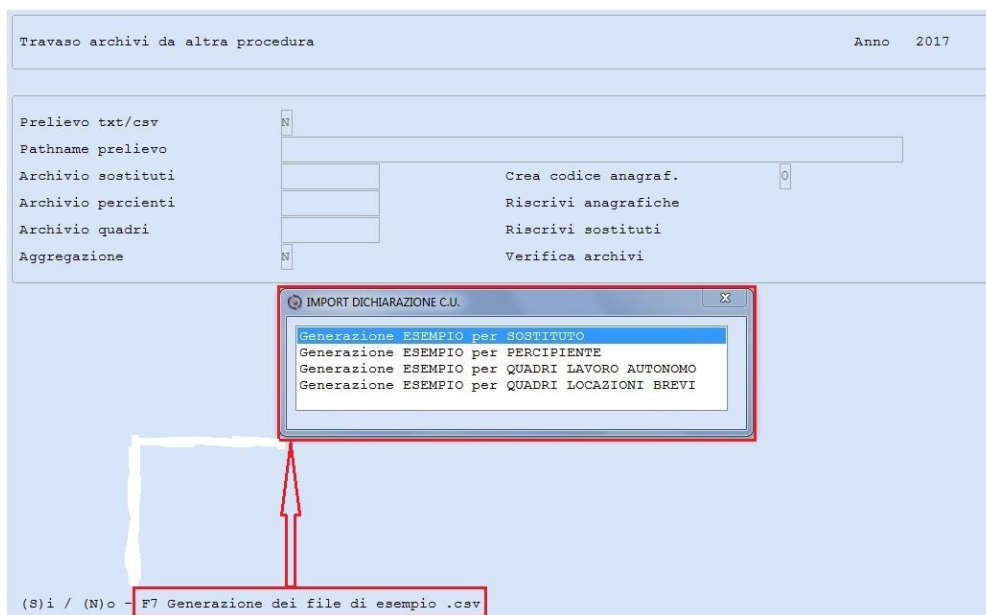 Travaso archivi da altra procedura Anno 2017
Prelievo txt/csv N
Pathname prelievo
Archivio sostituti Crea codice anagraf. 0
Archivio percienti Riscrivi anagrafiche
Archivio quadri Riscrivi sostituti
Aggregazione N Verifica archivi
IMPORT DICHIARAZIONE C.U.
Generazione ESEMPIO per SOSTITUTO
Generazione ESEMPIO per PERCIPIENTE
Generazione ESEMPIO per QUADRI LAVORO AUTONOMO
Generazione ESEMPIO per QUADRI LOCAZIONI BREVI
(S)i / (N)o - F7 Generazione dei file di esempio .csv